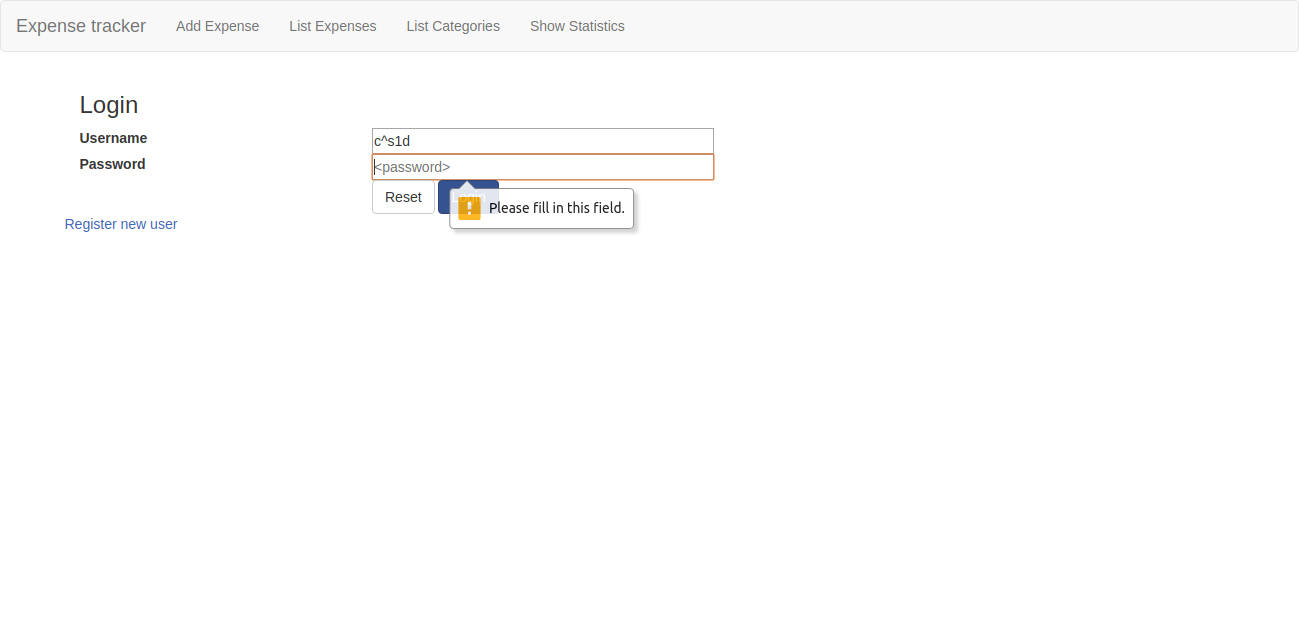 Expense tracker Add Expense List Expenses List Categories Show Statistics
Login
Username c^s1d
Password <password>
Reset Login
Please fill in this field.
Register new user